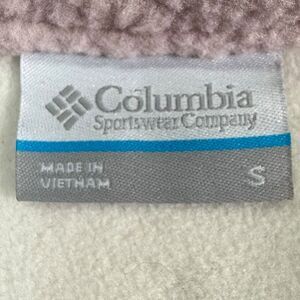 Columbia
Sportswear Company
MADE IN
VIETNAM
S